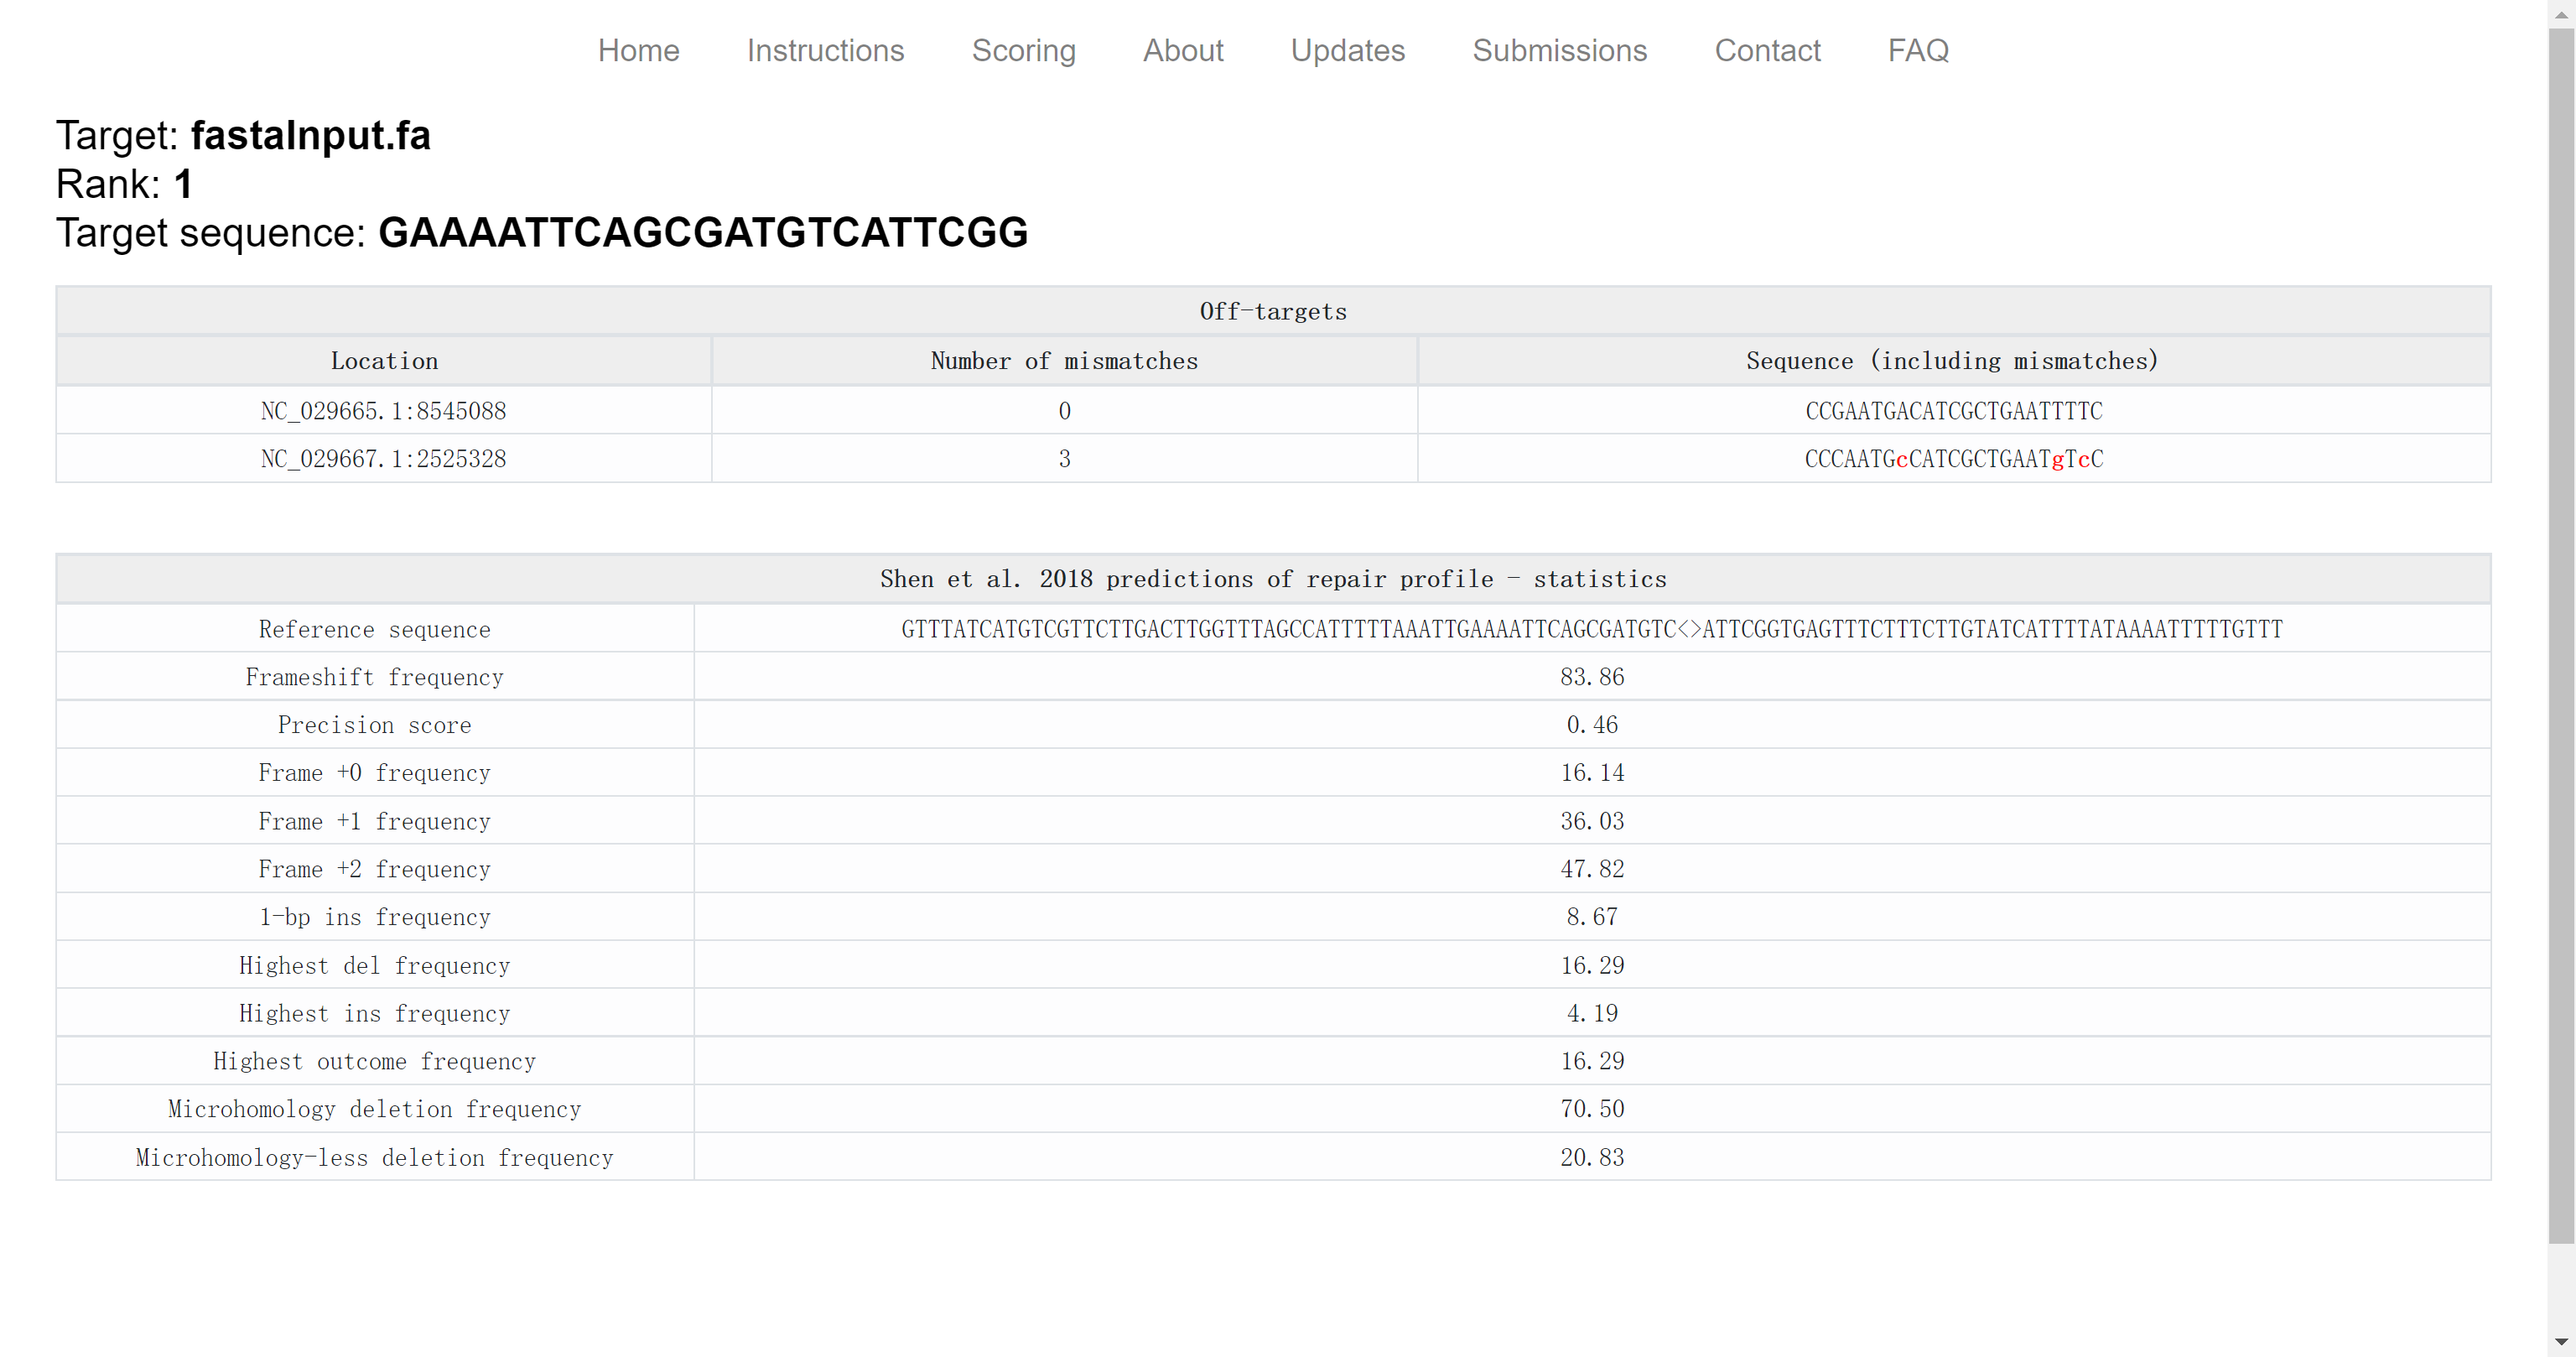 Home Instructions Scoring About Updates Submissions Contact FAQ
Target: fastaInput.fa
Rank: 1
Target sequence: GAAAATTCAGCGATGTCATTCGG
Off-targets
Location Number of mismatches Sequence (including mismatches)
NC_029665.1:8545088 0 CCGAATGACATCGCTGAATTTTC
NC_029667.1:2525328 3 CCCAATGcCATCGCTGAATgTcC
Shen et al. 2018 predictions of repair profile - statistics
Reference sequence GTTTATCATGTCGTTCTTGACTTGGTTTAGCCATTTTTAAATTGAAAATTCAGCGATGTC<>ATTCGGTGAGTTTCTTTCTTGTATCATTTTATAAAATTTTTGTTT
Frameshift frequency 83.86
Precision score 0.46
Frame +0 frequency 16.14
Frame +1 frequency 36.03
Frame +2 frequency 47.82
1-bp ins frequency 8.67
Highest del frequency 16.29
Highest ins frequency 4.19
Highest outcome frequency 16.29
Microhomology deletion frequency 70.50
Microhomology-less deletion frequency 20.83